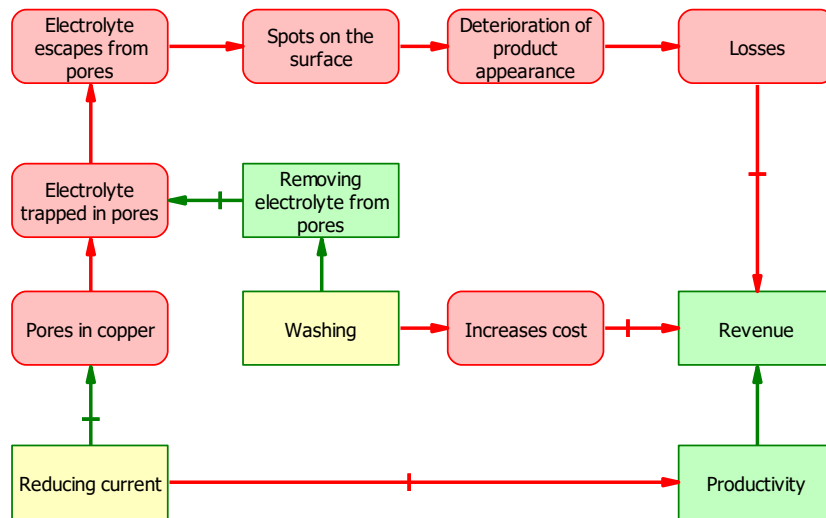 Electrolyte
escapes from
pores
Spots on the
surface
Deterioration of
product
appearance
Losses
Electrolyte
trapped in pores
Removing
electrolyte from
pores
Pores in copper
Washing
Increases cost
Revenue
Reducing current
Productivity